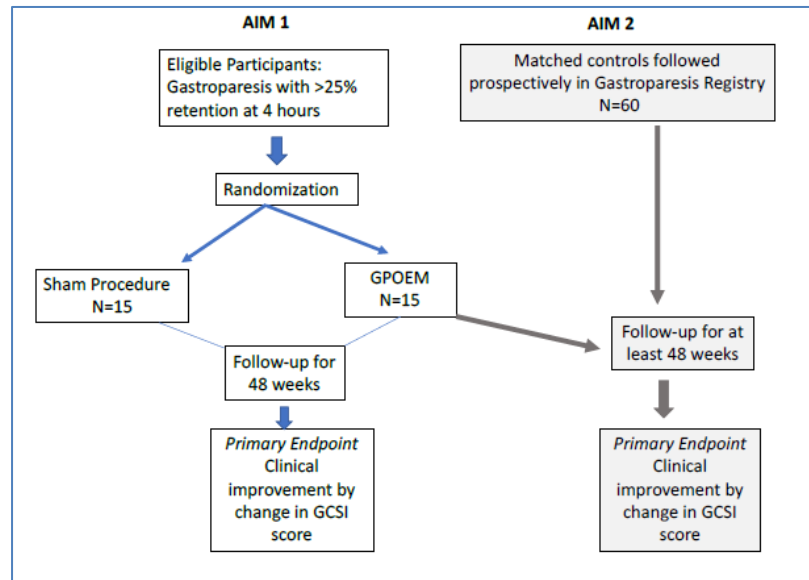 AIM 1
AIM 2
Eligible Participants:
Gastroparesis with >25%
retention at 4 hours
Matched controls followed
prospectively in Gastroparesis Registry
N=60
Randomization
Sham Procedure
N=15
GPOEM
N=15
Follow-up for
48 weeks
Follow-up for at
least 48 weeks
Primary Endpoint
Clinical
improvement by
change in GCSI
score
Primary Endpoint
Clinical
improvement by
change in GCSI
score